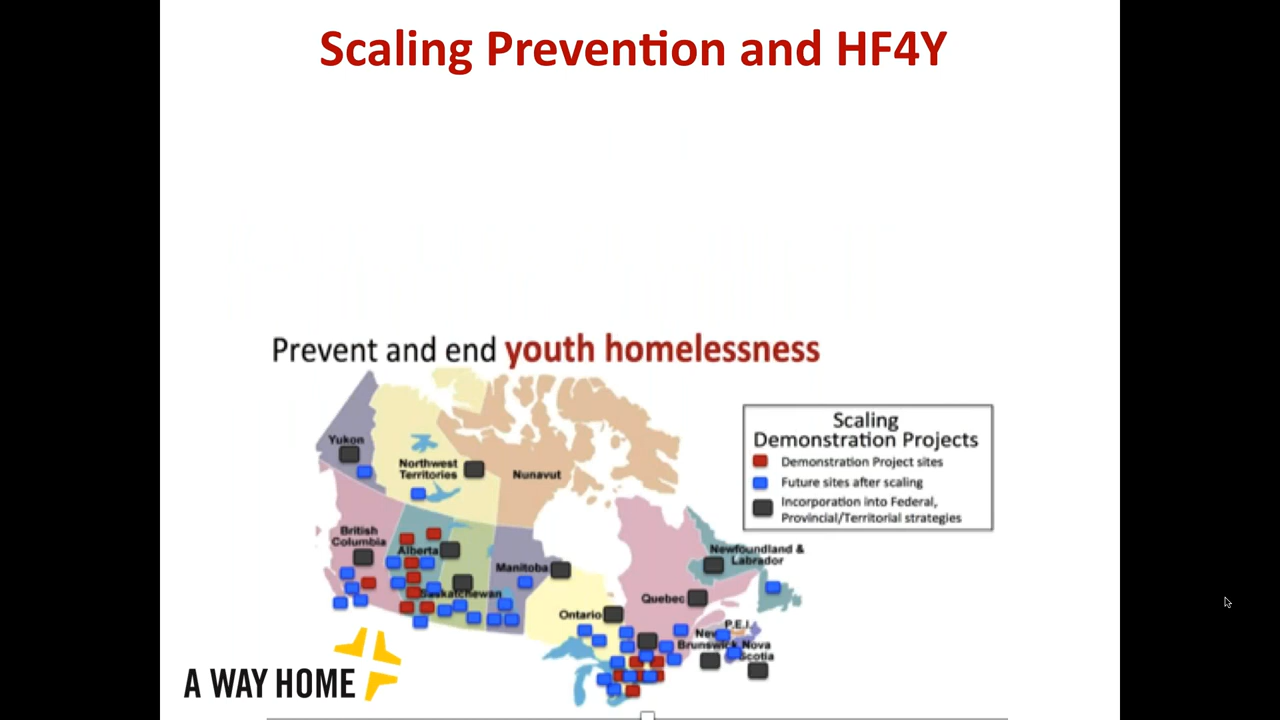 Scaling Prevention and HF4Y
Prevent and end youth homelessness
Scaling
Demonstration Projects
Demonstration Project sites
Future sites after scaling
Incorporation into Federal,
Provincial/Territorial strategies
Yukon
Northwest
Territories
Nunavut
British
Columbia
Alberta
Saskatchewan
Manitoba
Ontario
Quebec
Newfoundland &
Labrador
P.E.I.
New
Brunswick
Nova
Scotia
A WAY HOME